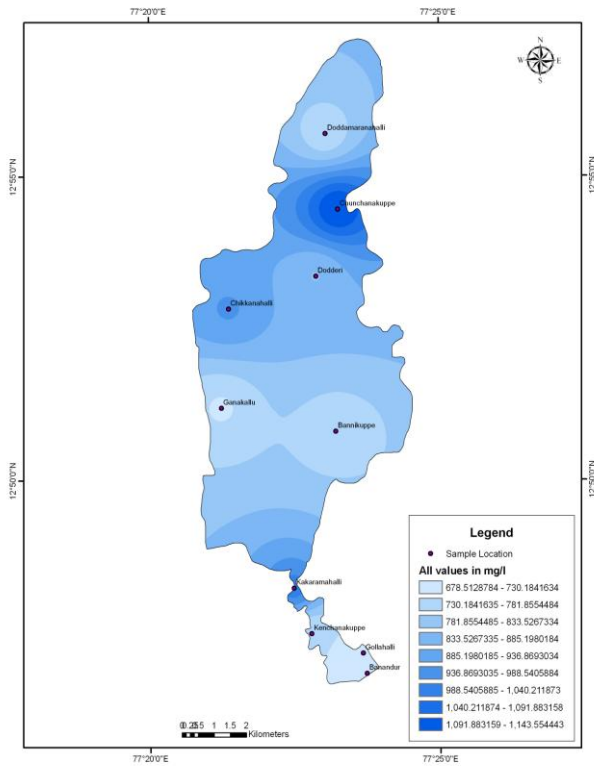 77°20'0"E 77°25'0"E
N
W E
S
Doddamaranahalli
12°55'0"N 12°55'0"N
Chunchanakuppe
Dodderi
Chikkanahalli
Ganakallu
Bannikuppe
12°50'0"N 12°50'0"N
Kakaramahalli
Kenchanakuppe
Gollahalli
Banandur
Legend
Sample Location
All values in mg/l
678.5128784 - 730.1841634
730.1841635 - 781.8554484
781.8554485 - 833.5267334
833.5267335 - 885.1980184
885.1980185 - 936.8693034
936.8693035 - 988.5405884
988.5405885 - 1,040.211873
1,040.211874 - 1,091.883158
1,091.883159 - 1,143.554443
0 0.25 0.5 1 1.5 2
Kilometers
77°20'0"E 77°25'0"E